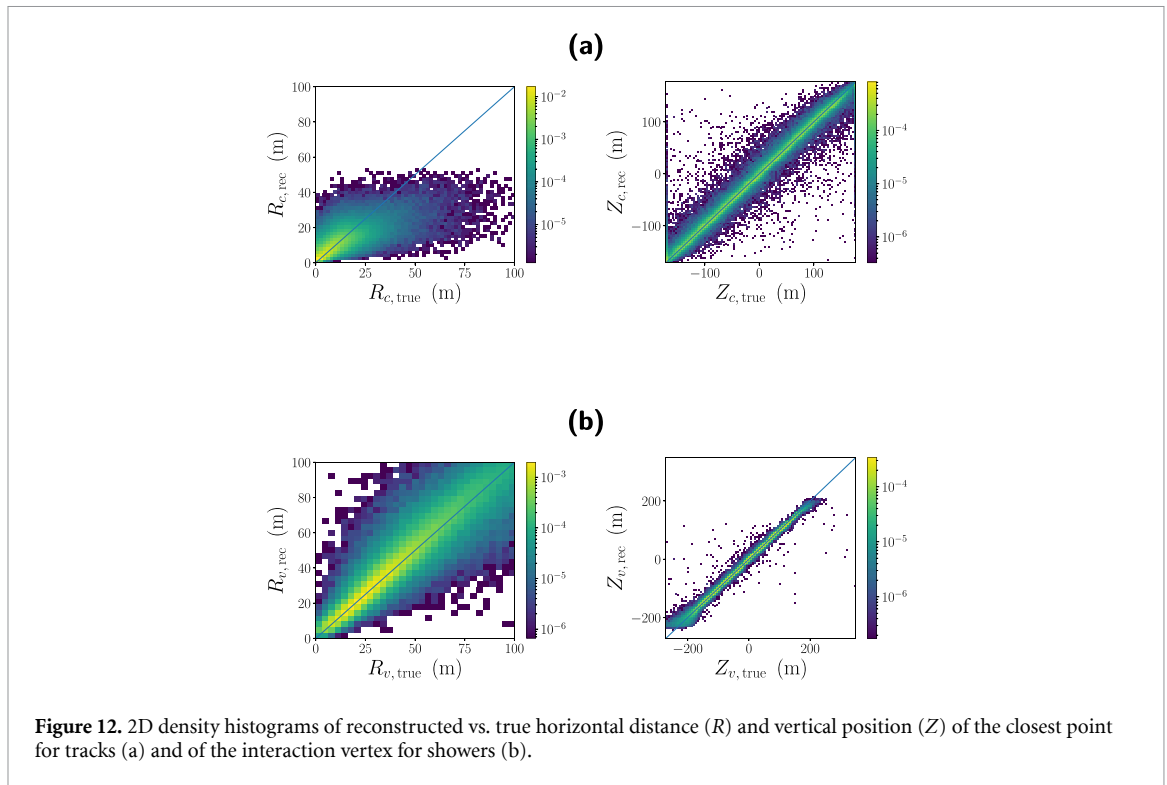 (a)
100
80
60
40
20
0
0 25 50 75 100
R_{c, rec} (m)
R_{c, true} (m)
10^{-2}
10^{-3}
10^{-4}
10^{-5}
100
0
−100
−100 0 100
Z_{c, rec} (m)
Z_{c, true} (m)
10^{-4}
10^{-5}
10^{-6}
(b)
100
80
60
40
20
0
0 25 50 75 100
R_{v, rec} (m)
R_{v, true} (m)
10^{-3}
10^{-4}
10^{-5}
10^{-6}
200
0
−200
−200 0 200
Z_{v, rec} (m)
Z_{v, true} (m)
10^{-4}
10^{-5}
10^{-6}
Figure 12. 2D density histograms of reconstructed vs. true horizontal distance (R) and vertical position (Z) of the closest point
for tracks (a) and of the interaction vertex for showers (b).